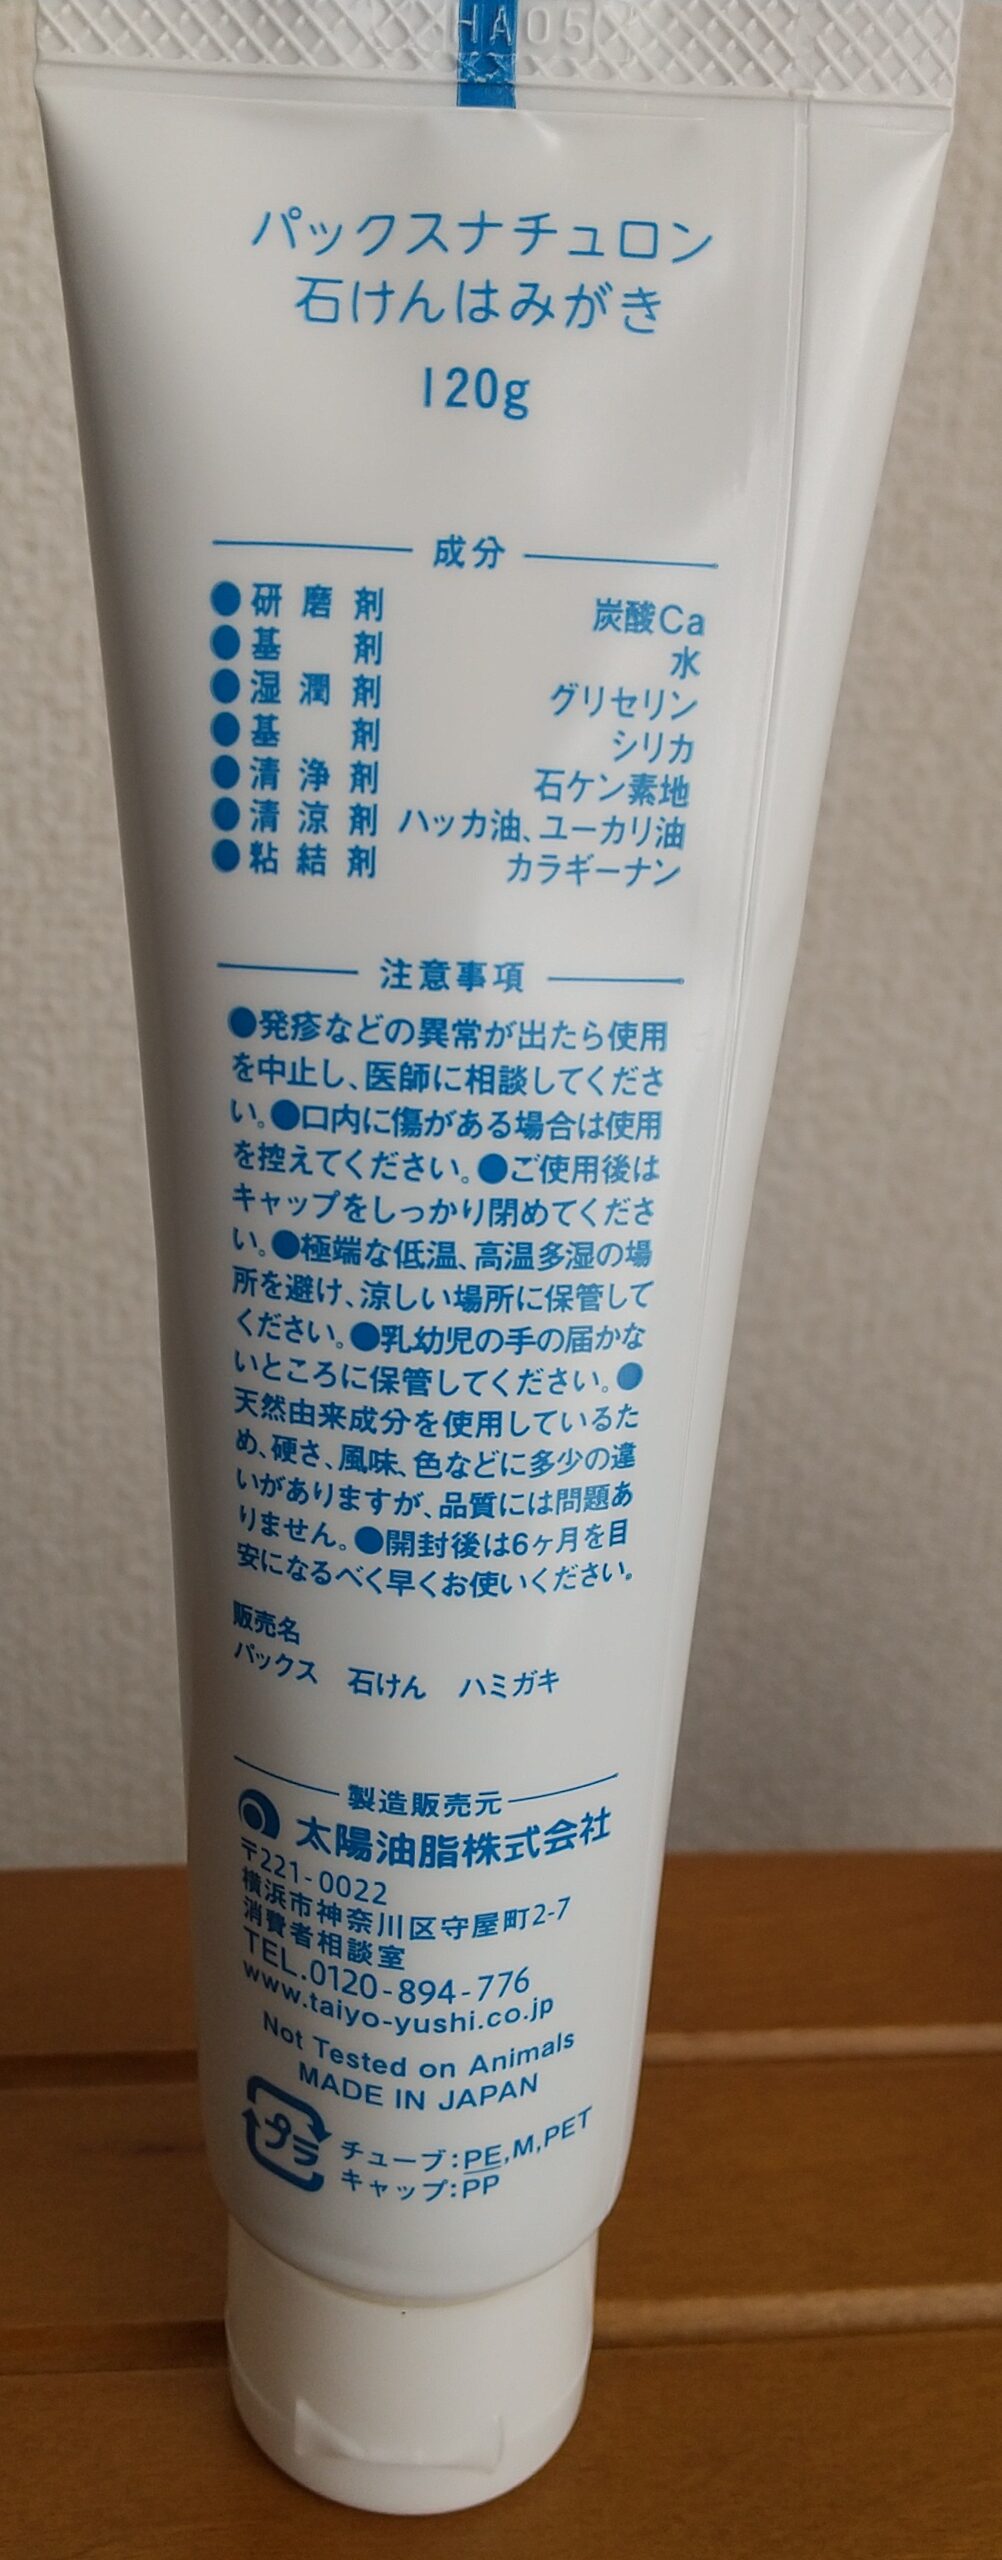 HA05
パックスナチュロン
石けんはみがき
120g
成分
●研磨剤 炭酸Ca
●基剤 水
●湿潤剤 グリセリン
●基剤 シリカ
●清浄剤 石ケン素地
●清涼剤 ハッカ油、ユーカリ油
●粘結剤 カラギーナン
注意事項
●発疹などの異常が出たら使用
を中止し、医師に相談してくださ
い。●口内に傷がある場合は使用
を控えてください。●ご使用後は
キャップをしっかり閉めてくださ
い。●極端な低温、高温多湿の場
所を避け、涼しい場所に保管して
ください。●乳幼児の手の届かな
いところに保管してください。●
天然由来成分を使用しているた
め、硬さ、風味、色などに多少の違
いがありますが、品質には問題あ
りません。●開封後は6ヶ月を目
安になるべく早くお使いください。
販売名
パックス 石けん ハミガキ
製造販売元
太陽油脂株式会社
〒221-0022
横浜市神奈川区守屋町2-7
消費者相談室
TEL.0120-894-776
www.taiyo-yushi.co.jp
Not Tested on Animals
MADE IN JAPAN
プラ
チューブ:PE,M,PET
キャップ:PP